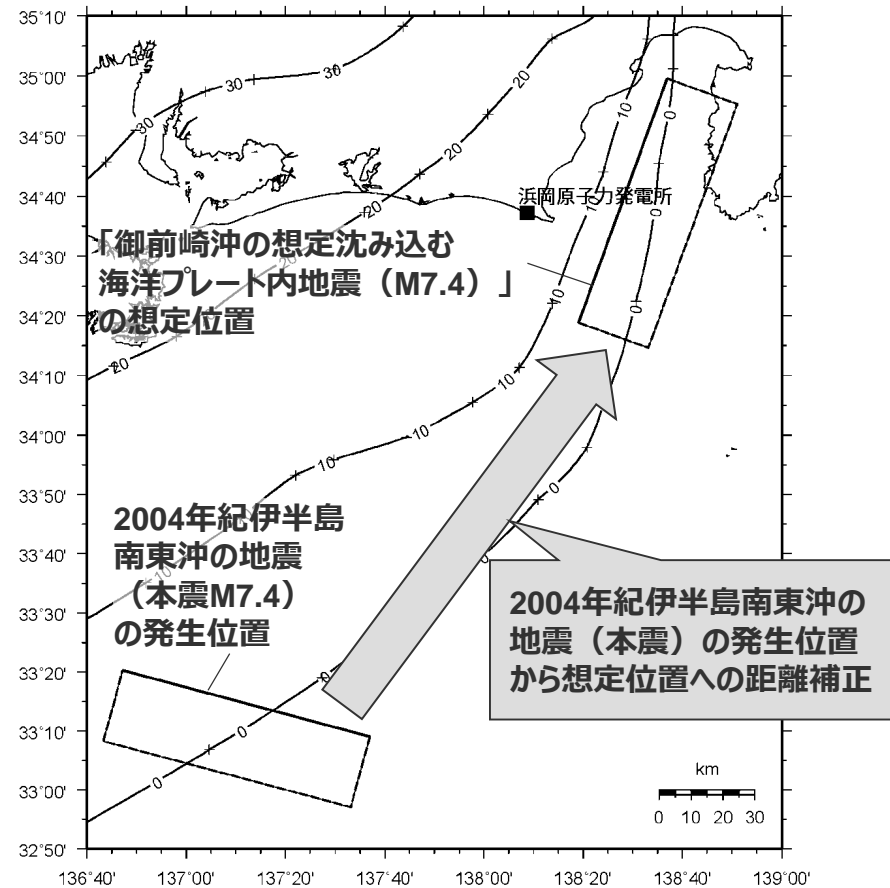 35°10'
35°00'
34°50'
34°40'
34°30'
34°20'
34°10'
34°00'
33°50'
33°40'
33°30'
33°20'
33°10'
33°00'
32°50'
30
30
30
20
20
20
20
20
10
10
10
10
10
10
10
10
0
0
0
0
0
0
0
0
浜岡原子力発電所
「御前崎沖の想定沈み込む
海洋プレート内地震（M7.4）」
の想定位置
2004年紀伊半島
南東沖の地震
（本震M7.4）
の発生位置
2004年紀伊半島南東沖の
地震（本震）の発生位置
から想定位置への距離補正
km
0 10 20 30
136°40' 137°00' 137°20' 137°40' 138°00' 138°20' 138°40' 139°00'